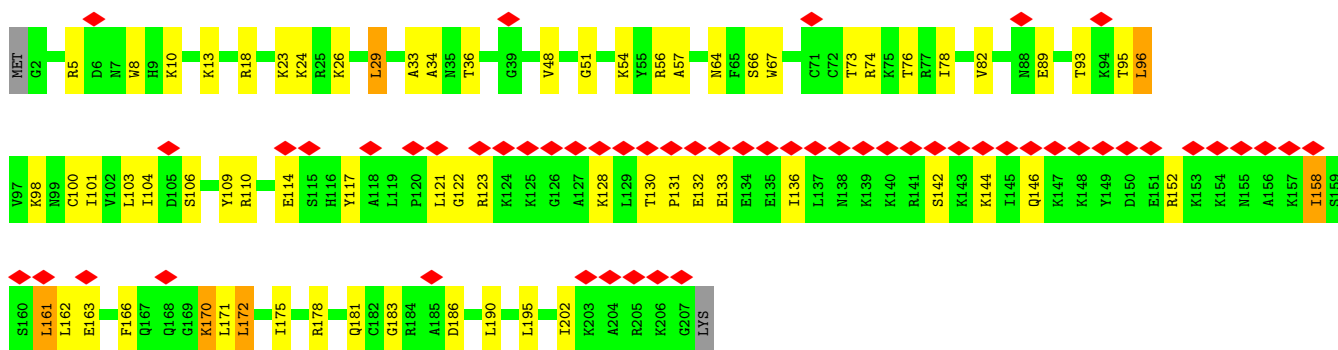 MET G2 R5 D6 N7 W8 H9 K10 K13 R18 K23 K24 R25 K26 L29 A33 A34 N35 T36 G39 V48 G51 K54 Y55 R56 A57 N64 F65 S66 W67 C71 C72 T73 R74 K75 T76 R77 I78 V82 N88 E89 T93 K94 T95 L96
V97 K98 N99 C100 I101 V102 L103 I104 D105 S106 Y109 R110 E114 S115 H116 Y117 A118 L119 P120 L121 G122 R123 K124 K125 G126 A127 K128 L129 T130 P131 E132 E133 E134 E135 I136 L137 N138 K139 K140 R141 S142 K143 K144 I145 Q146 K147 K148 Y149 D150 E151 R152 K153 K154 N155 A156 K157 I158 S159
S160 L161 L162 E163 F166 Q167 Q168 G169 K170 L171 L172 I175 R178 Q181 C182 G183 R184 A185 D186 L190 L195 I202 K203 A204 R205 K206 G207 LYS